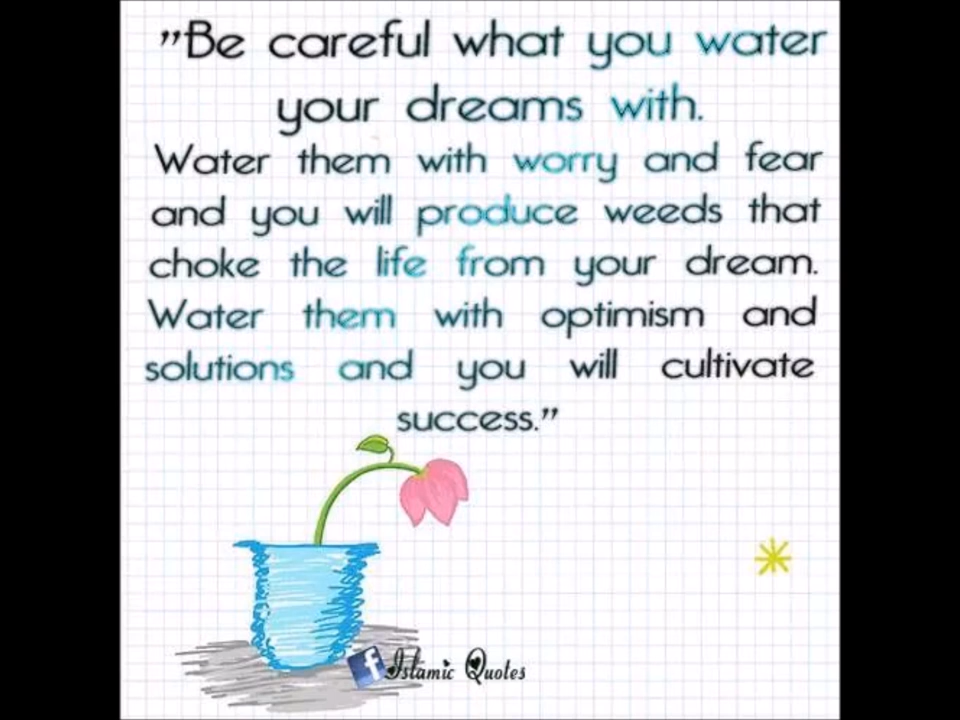 ”Be careful what you water
your dreams with.
Water them with worry and fear
and you will produce weeds that
choke the life from your dream.
Water them with optimism and
solutions and you will cultivate
success.”
f Islamic Quotes